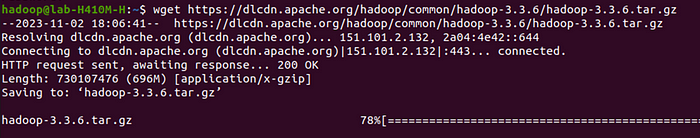 hadoop@lab-H410M-H:~$ wget https://dlcdn.apache.org/hadoop/common/hadoop-3.3.6/hadoop-3.3.6.tar.gz
--2023-11-02 18:06:41--  https://dlcdn.apache.org/hadoop/common/hadoop-3.3.6/hadoop-3.3.6.tar.gz
Resolving dlcdn.apache.org (dlcdn.apache.org)... 151.101.2.132, 2a04:4e42::644
Connecting to dlcdn.apache.org (dlcdn.apache.org)|151.101.2.132|:443... connected.
HTTP request sent, awaiting response... 200 OK
Length: 730107476 (696M) [application/x-gzip]
Saving to: ‘hadoop-3.3.6.tar.gz’
hadoop-3.3.6.tar.gz 78%[==============================================